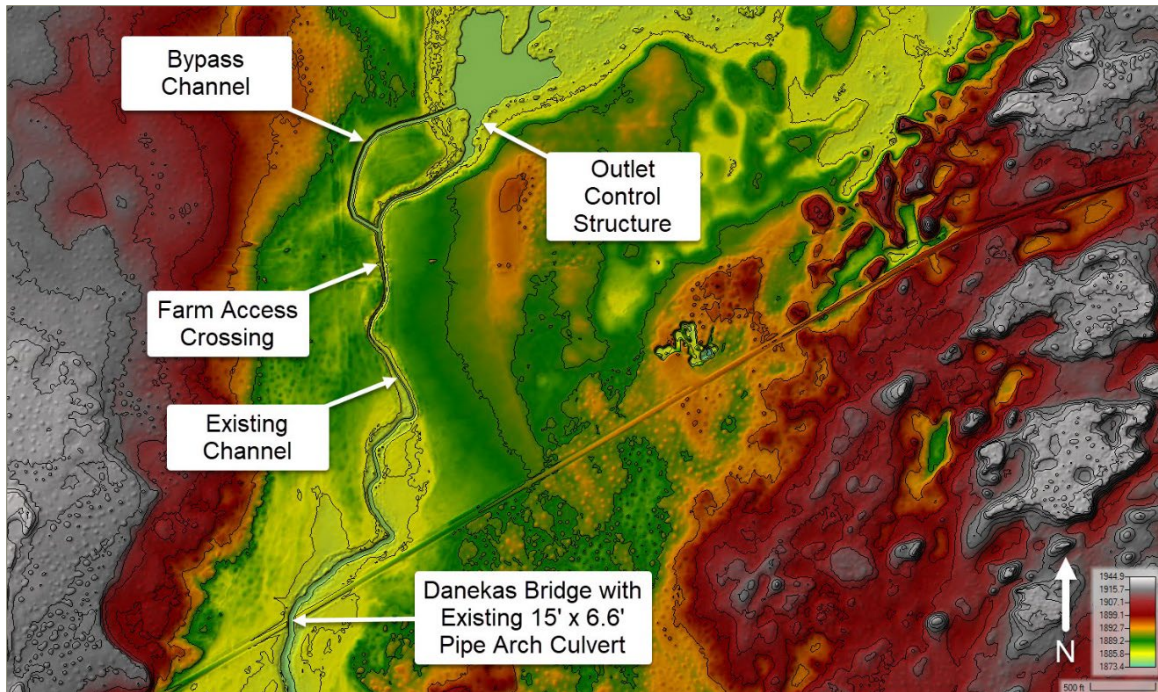 Bypass
Channel
Outlet
Control
Structure
Farm Access
Crossing
Existing
Channel
Danekas Bridge with
Existing 15' x 6.6'
Pipe Arch Culvert
N
1944.9
1915.7
1907.1
1899.1
1892.7
1889.2
1885.8
1873.4
500 ft